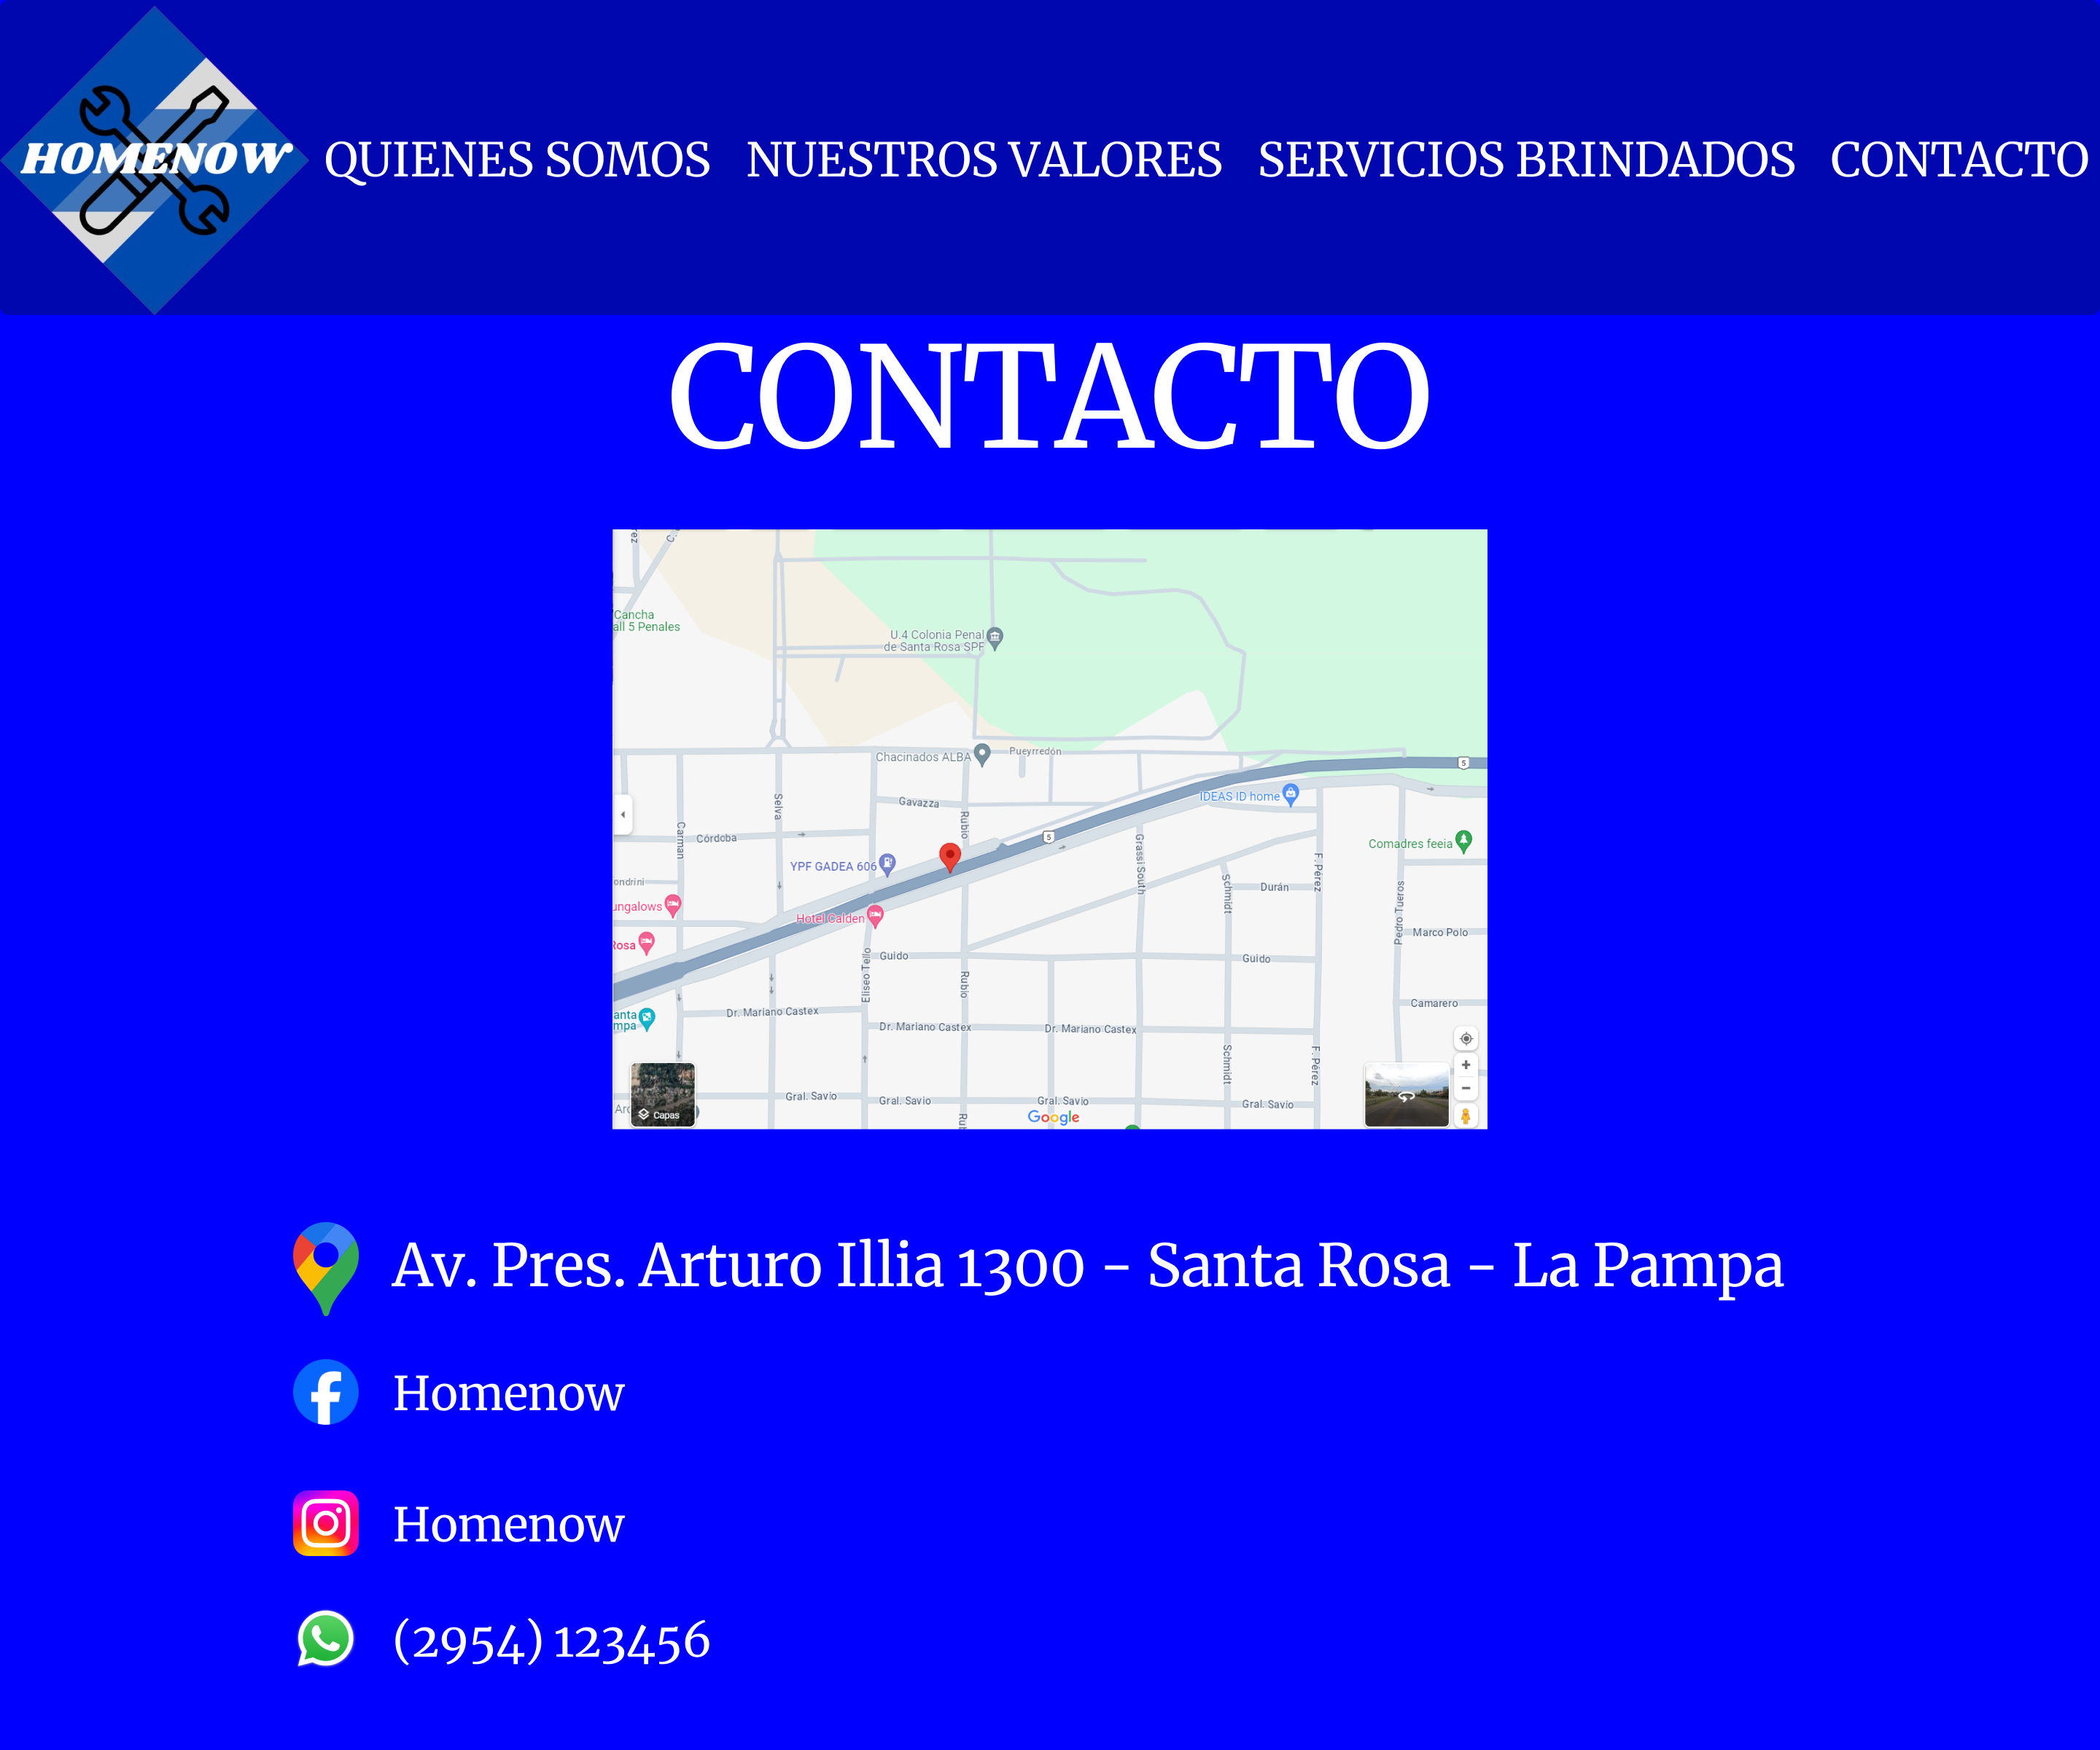 HOMENOW
QUIENES SOMOS NUESTROS VALORES SERVICIOS BRINDADOS CONTACTO
CONTACTO
Cancha
all 5 Penales
U.4 Colonia Penal
de Santa Rosa SPF
Chacinados ALBA
Pueyrredón
5
IDEAS ID home
Gavazza
Selva
Rubio
Carman
Córdoba
5
Comadres feeia
YPF GADEA 606
Grassi South
F. Pérez
ondrini
Schmidt
Durán
Pedro Tueros
ungalows
Hotel Calden
Marco Polo
Rosa
Guido
Guido
Eliseo Tello
Rubio
Camarero
anta
mpa
Dr. Mariano Castex
Dr. Mariano Castex
Dr. Mariano Castex
Schmidt
F. Pérez
Gral. Savio
Gral. Savio
Gral. Savio
Gral. Savio
Capas
Google
Av. Pres. Arturo Illia 1300 - Santa Rosa - La Pampa
Homenow
Homenow
(2954) 123456